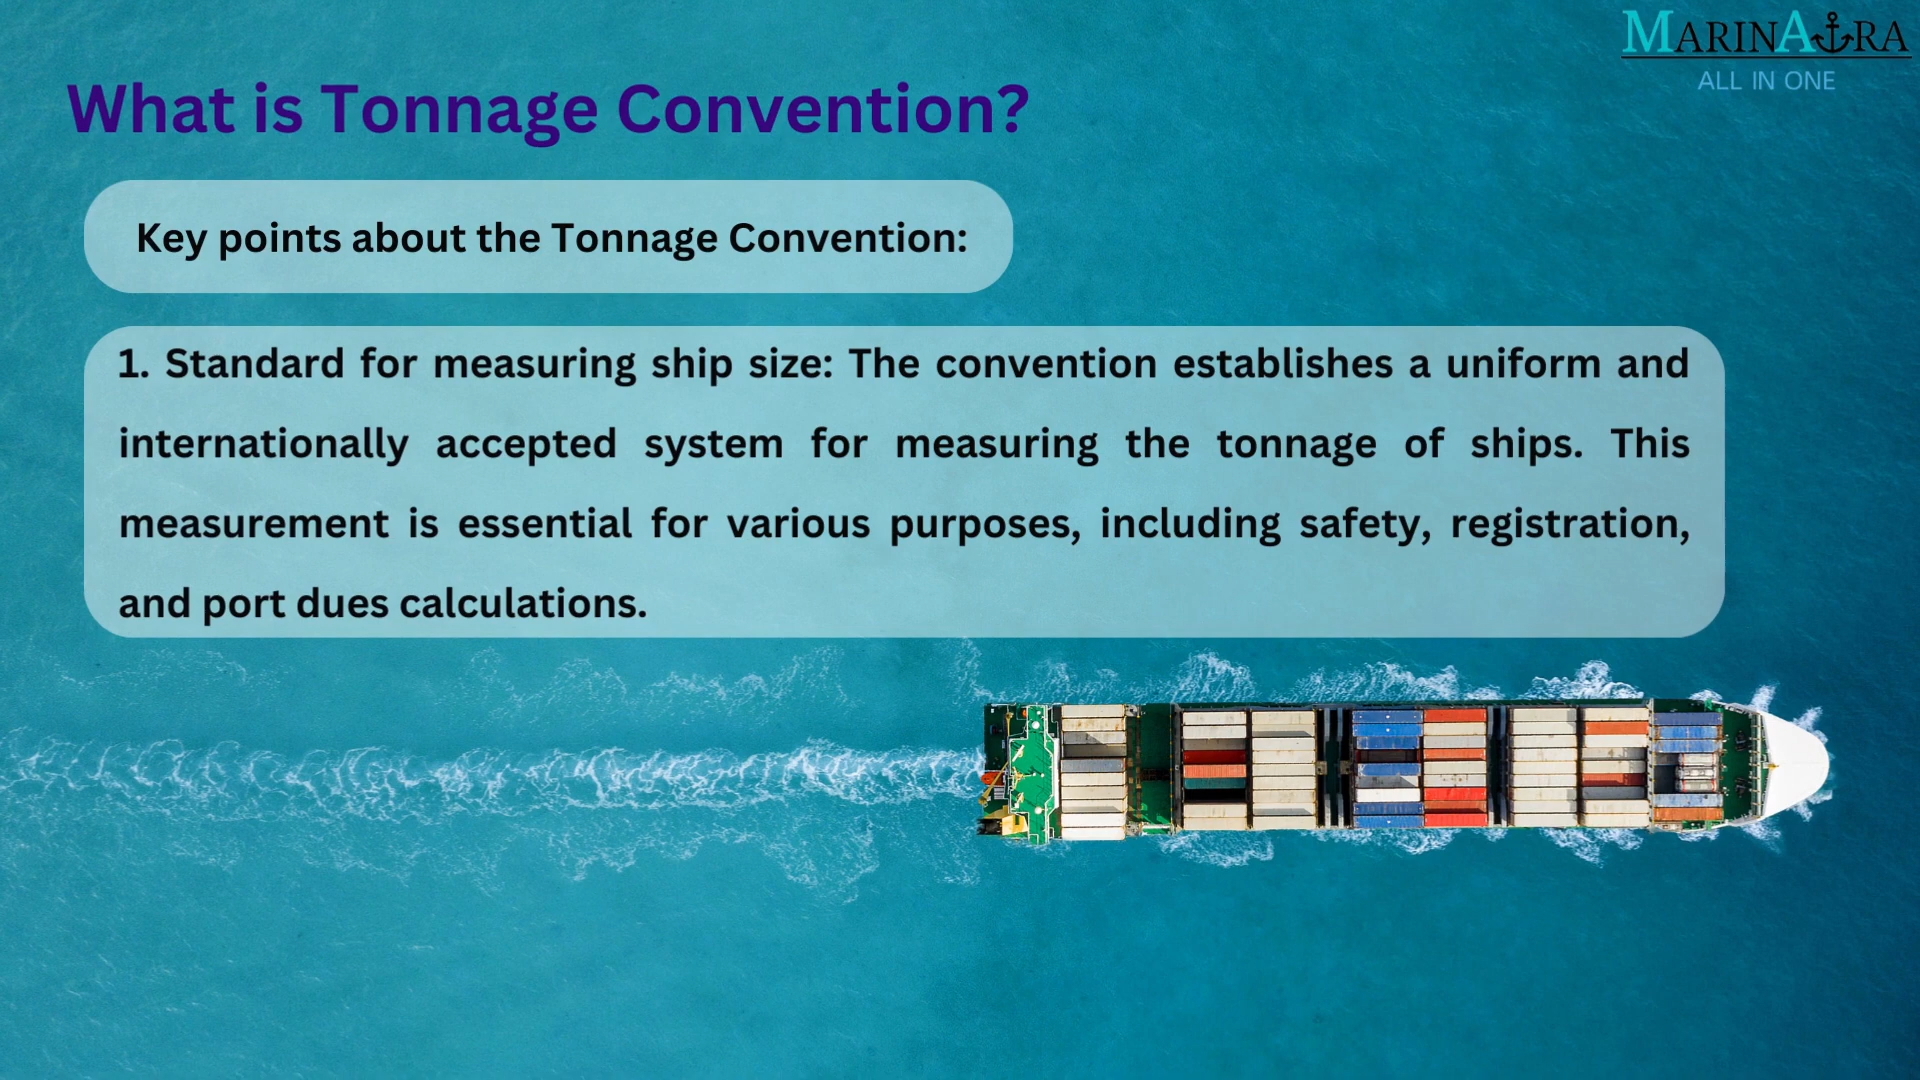 MARINA RA
ALL IN ONE
What is Tonnage Convention?
Key points about the Tonnage Convention:
1. Standard for measuring ship size: The convention establishes a uniform and
internationally accepted system for measuring the tonnage of ships. This
measurement is essential for various purposes, including safety, registration,
and port dues calculations.